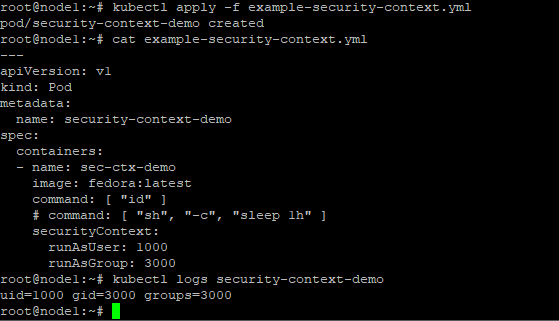 root@node1:~# kubectl apply -f example-security-context.yml
pod/security-context-demo created
root@node1:~# cat example-security-context.yml
---
apiVersion: v1
kind: Pod
metadata:
  name: security-context-demo
spec:
  containers:
  - name: sec-ctx-demo
    image: fedora:latest
    command: [ "id" ]
    # command: [ "sh", "-c", "sleep 1h" ]
    securityContext:
      runAsUser: 1000
      runAsGroup: 3000
root@node1:~# kubectl logs security-context-demo
uid=1000 gid=3000 groups=3000
root@node1:~#